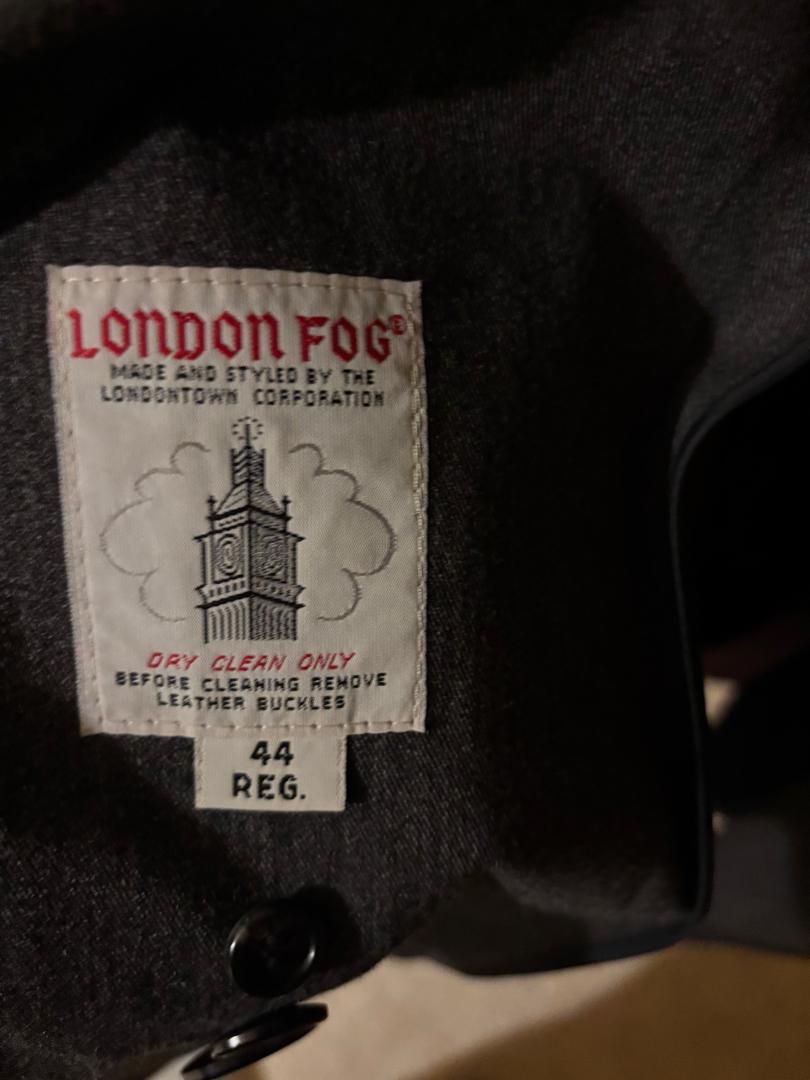 LONDON FOG®
MADE AND STYLED BY THE
LONDONTOWN CORPORATION
DRY CLEAN ONLY
BEFORE CLEANING REMOVE
LEATHER BUCKLES
44
REG.